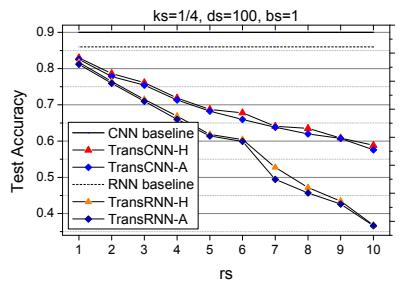 ks=1/4, ds=100, bs=1
0.9
0.8
0.7
0.6
0.5
0.4
Test Accuracy
CNN baseline
TransCNN-H
TransCNN-A
RNN baseline
TransRNN-H
TransRNN-A
1 2 3 4 5 6 7 8 9 10
rs